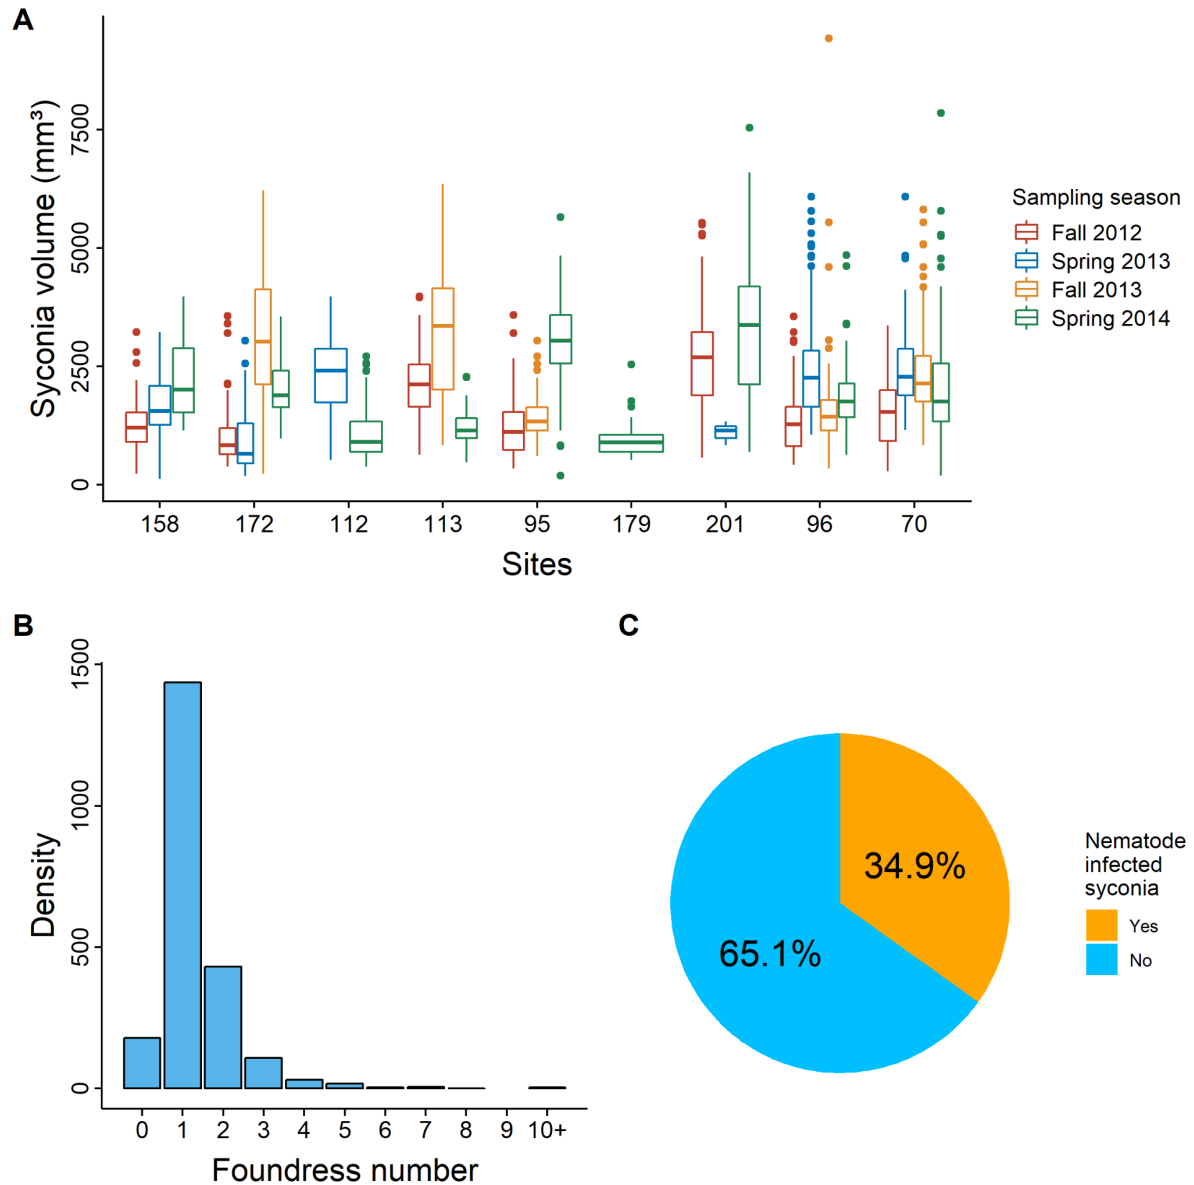 A
Syconia volume (mm³)
7500
5000
2500
0
158 172 112 113 95 179 201 96 70
Sites
Sampling season
Fall 2012
Spring 2013
Fall 2013
Spring 2014
B
Density
1500
1000
500
0
0 1 2 3 4 5 6 7 8 9 10+
Foundress number
C
34.9%
65.1%
Nematode
infected
syconia
Yes
No